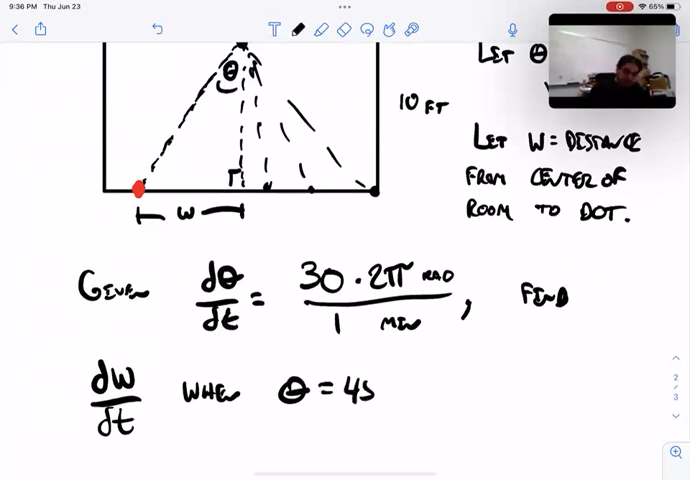 9:36 PM Thu Jun 23
65%
θ
10 FT
W
LET θ
LET W = DISTANCE
FROM CENTER OF
ROOM TO DOT.
GIVEN dθ/dt = 30 · 2π RAD / 1 MIN, FIND
dw/dt WHEN θ = 45
2
/
3